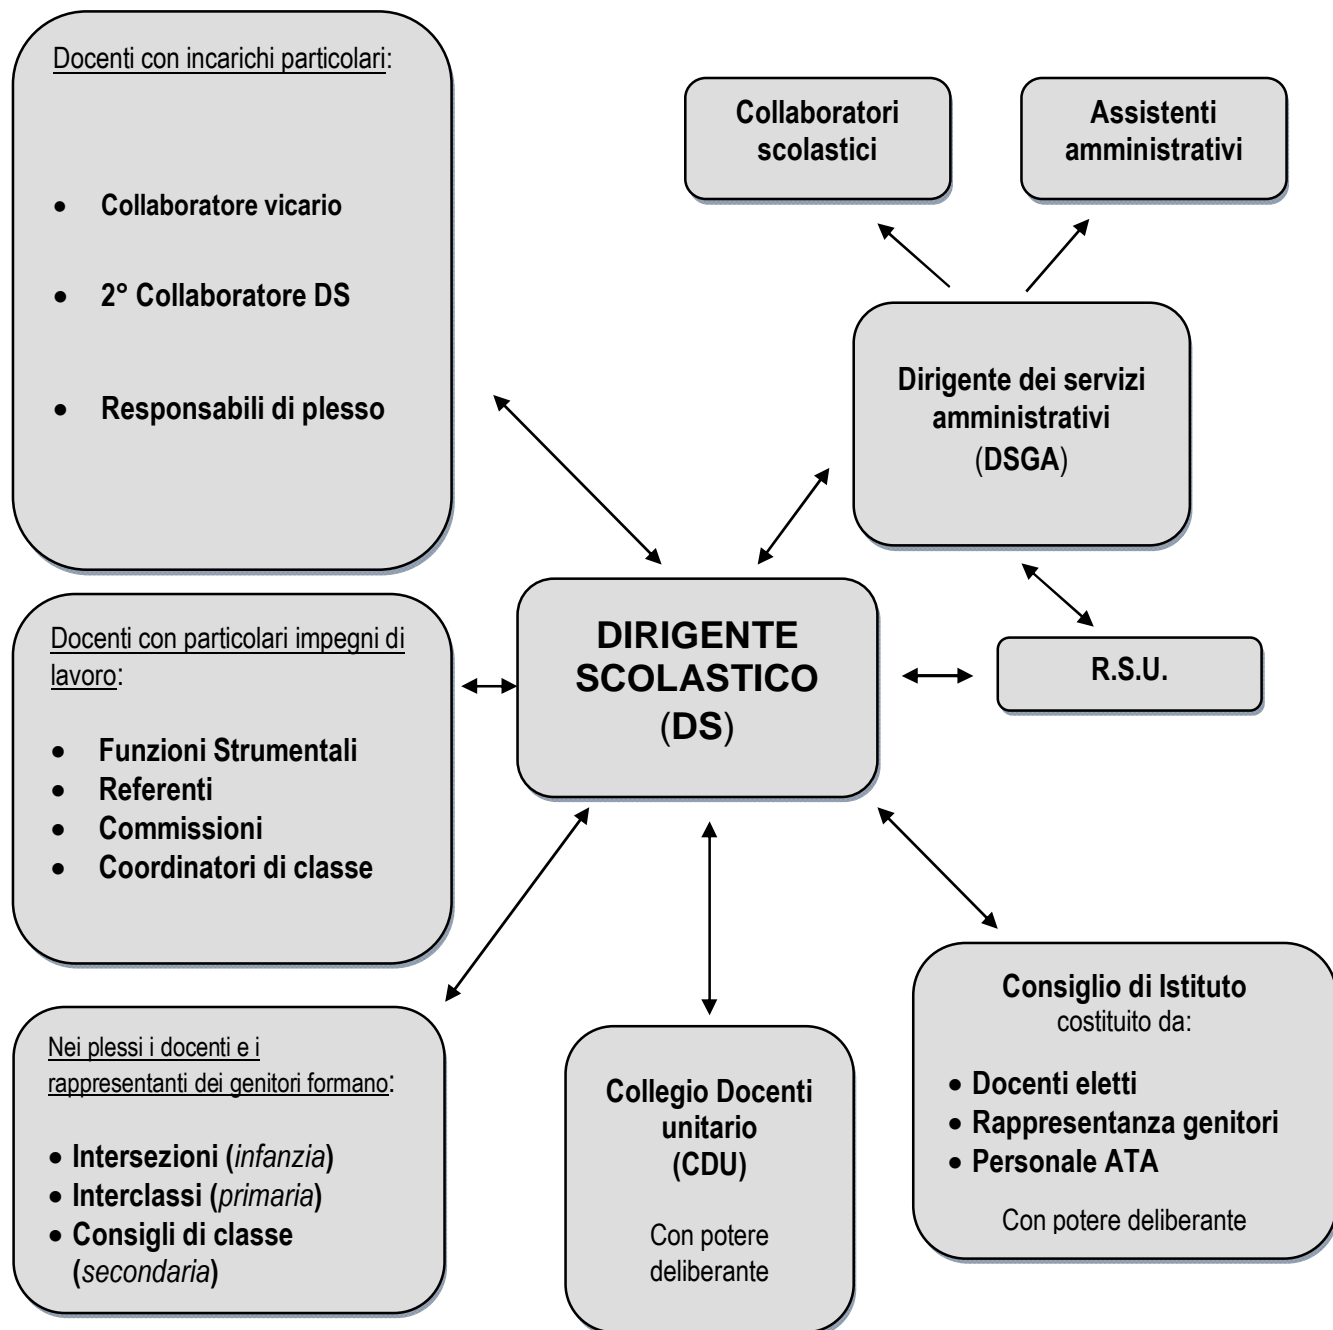 Docenti con incarichi particolari:
• Collaboratore vicario
• 2° Collaboratore DS
• Responsabili di plesso
Collaboratori
scolastici
Assistenti
amministrativi
Dirigente dei servizi
amministrativi
(DSGA)
Docenti con particolari impegni di
lavoro:
• Funzioni Strumentali
• Referenti
• Commissioni
• Coordinatori di classe
DIRIGENTE
SCOLASTICO
(DS)
R.S.U.
Nei plessi i docenti e i
rappresentanti dei genitori formano:
• Intersezioni (infanzia)
• Interclassi (primaria)
• Consigli di classe
(secondaria)
Collegio Docenti
unitario
(CDU)
Con potere
deliberante
Consiglio di Istituto
costituito da:
• Docenti eletti
• Rappresentanza genitori
• Personale ATA
Con potere deliberante